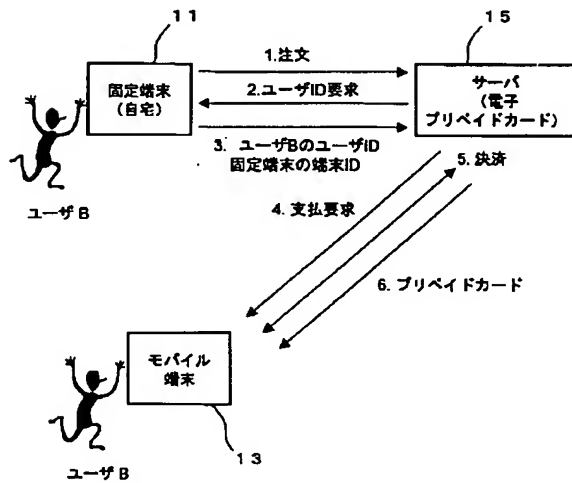 11
15
固定端末
(自宅)
1.注文
2.ユーザID要求
3. ユーザBのユーザID
固定端末の端末ID
サーバ
(電子
プリペイドカード)
ユーザB
5. 決済
4. 支払要求
6. プリペイドカード
モバイル
端末
13
ユーザB